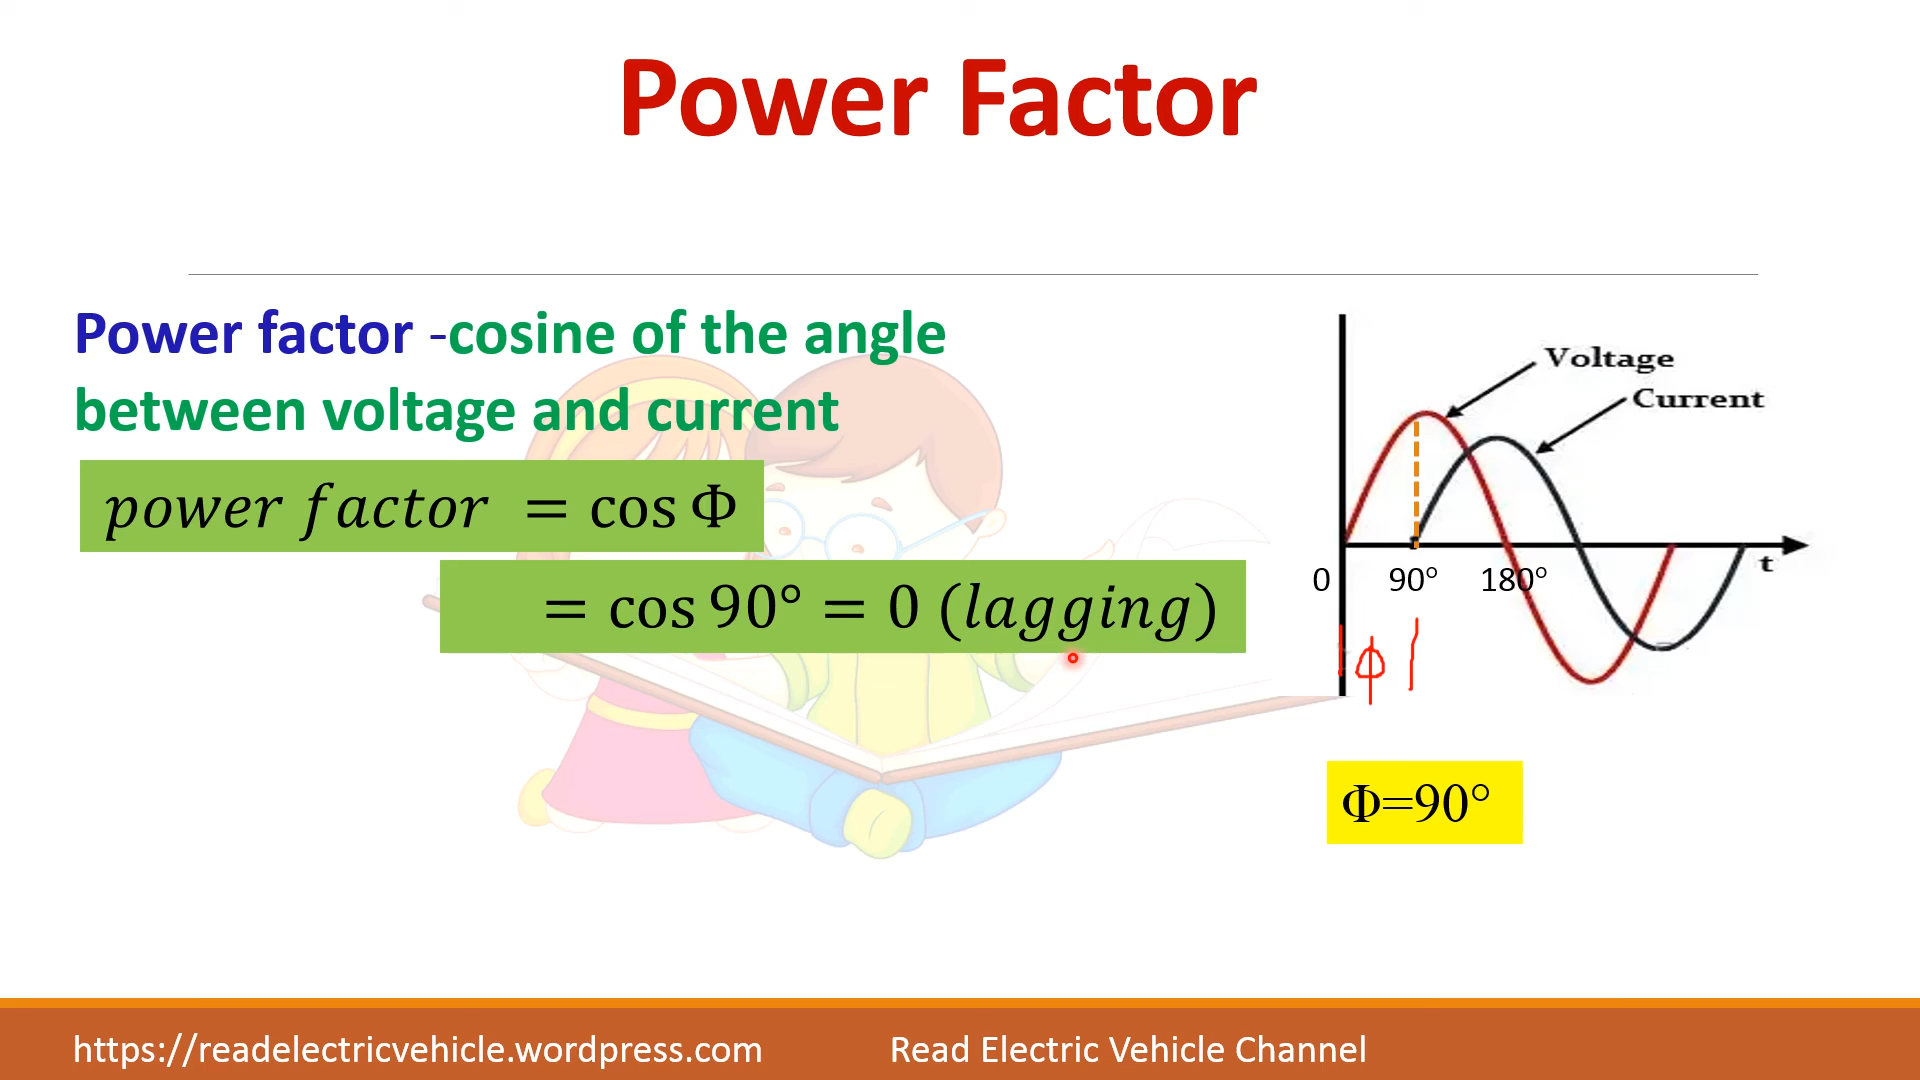 Power Factor
Power factor -cosine of the angle
between voltage and current
power factor = cos Φ
= cos 90° = 0 (lagging)
Voltage
Current
t
0 90° 180°
ϕ
Φ=90°
https://readelectricvehicle.wordpress.com
Read Electric Vehicle Channel